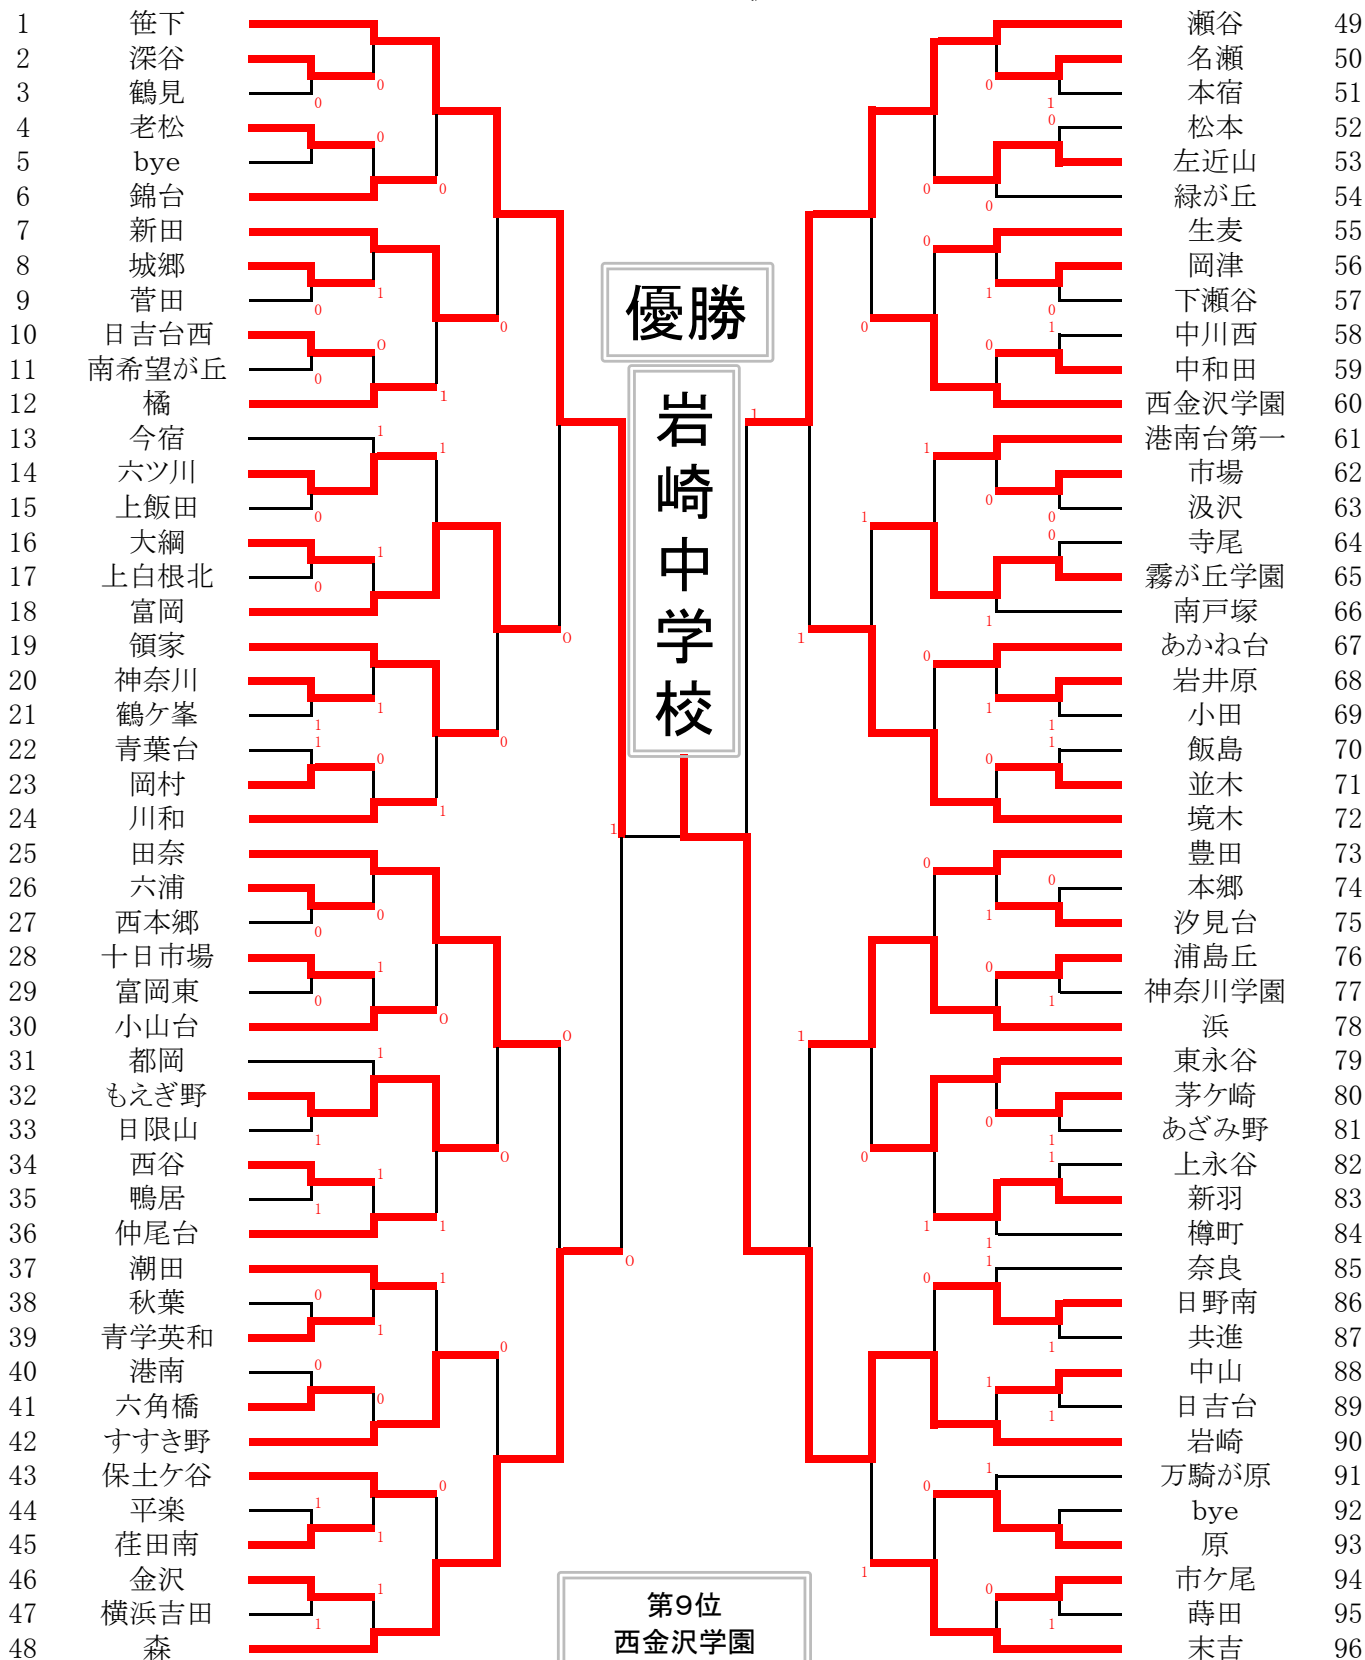 1 笹下
2 深谷
3 鶴見
4 老松
5 bye
6 錦台
7 新田
8 城郷
9 菅田
10 日吉台西
11 南希望が丘
12 橘
13 今宿
14 六ツ川
15 上飯田
16 大綱
17 上白根北
18 富岡
19 領家
20 神奈川
21 鶴ケ峯
22 青葉台
23 岡村
24 川和
25 田奈
26 六浦
27 西本郷
28 十日市場
29 富岡東
30 小山台
31 都岡
32 もえぎ野
33 日限山
34 西谷
35 鴨居
36 仲尾台
37 潮田
38 秋葉
39 青学英和
40 港南
41 六角橋
42 すすき野
43 保土ケ谷
44 平楽
45 荏田南
46 金沢
47 横浜吉田
48 森
優勝
岩崎中学校
第9位
西金沢学園
瀬谷 49
名瀬 50
本宿 51
松本 52
左近山 53
緑が丘 54
生麦 55
岡津 56
下瀬谷 57
中川西 58
中和田 59
西金沢学園 60
港南台第一 61
市場 62
汲沢 63
寺尾 64
霧が丘学園 65
南戸塚 66
あかね台 67
岩井原 68
小田 69
飯島 70
並木 71
境木 72
豊田 73
本郷 74
汐見台 75
浦島丘 76
神奈川学園 77
浜 78
東永谷 79
茅ケ崎 80
あざみ野 81
上永谷 82
新羽 83
樽町 84
奈良 85
日野南 86
共進 87
中山 88
日吉台 89
岩崎 90
万騎が原 91
bye 92
原 93
市ケ尾 94
蒔田 95
末吉 96